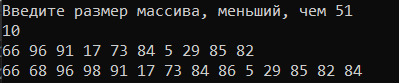 Введите размер массива, меньший, чем 51
10
66 96 91 17 73 84 5 29 85 82
66 68 96 98 91 17 73 84 86 5 29 85 82 84